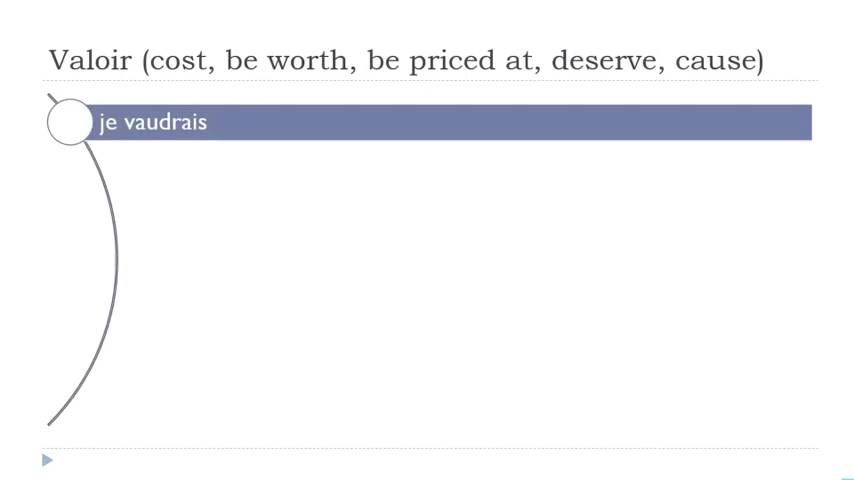 Valoir (cost, be worth, be priced at, deserve, cause)
je vaudrais